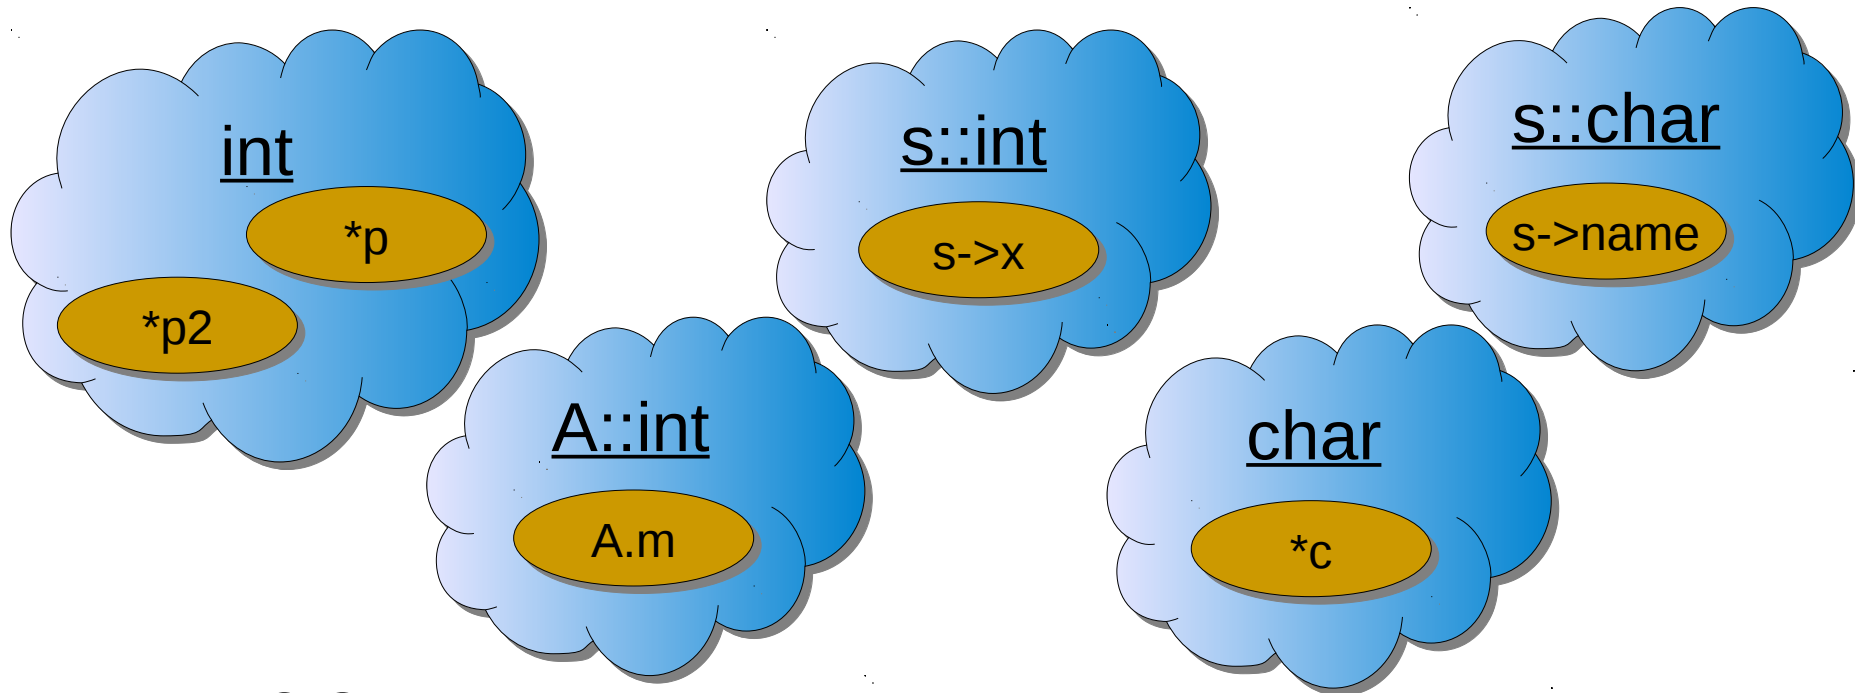 int
*p
*p2
s::int
s->x
s::char
s->name
A::int
A.m
char
*c